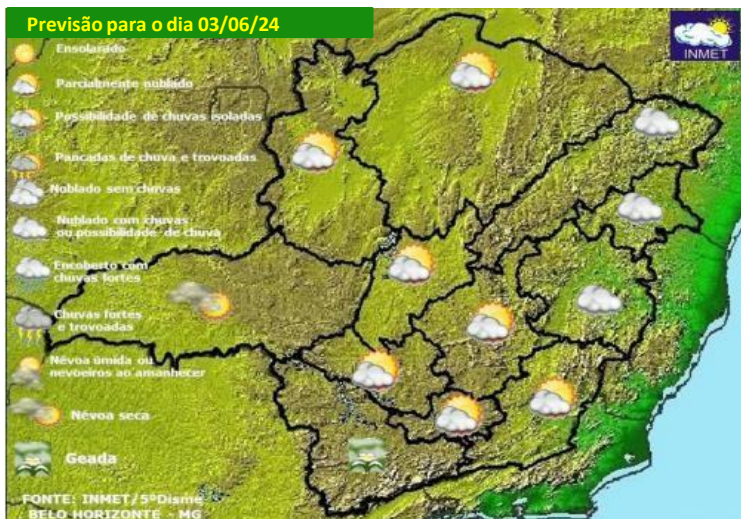 Previsão para o dia 03/06/24
INMET
Ensolarado
Parcialmente nublado
Possibilidade de chuvas isoladas
Pancadas de chuva e trovoadas
Nublado sem chuvas
Nublado com chuvas
ou possibilidade de chuva
Encoberto com
chuvas fortes
Chuvas fortes
e trovoadas
Névoa úmida ou
nevoeiros ao amanhecer
Névoa seca
Geada
FONTE: INMET/5ºDisme
BELO HORIZONTE - MG